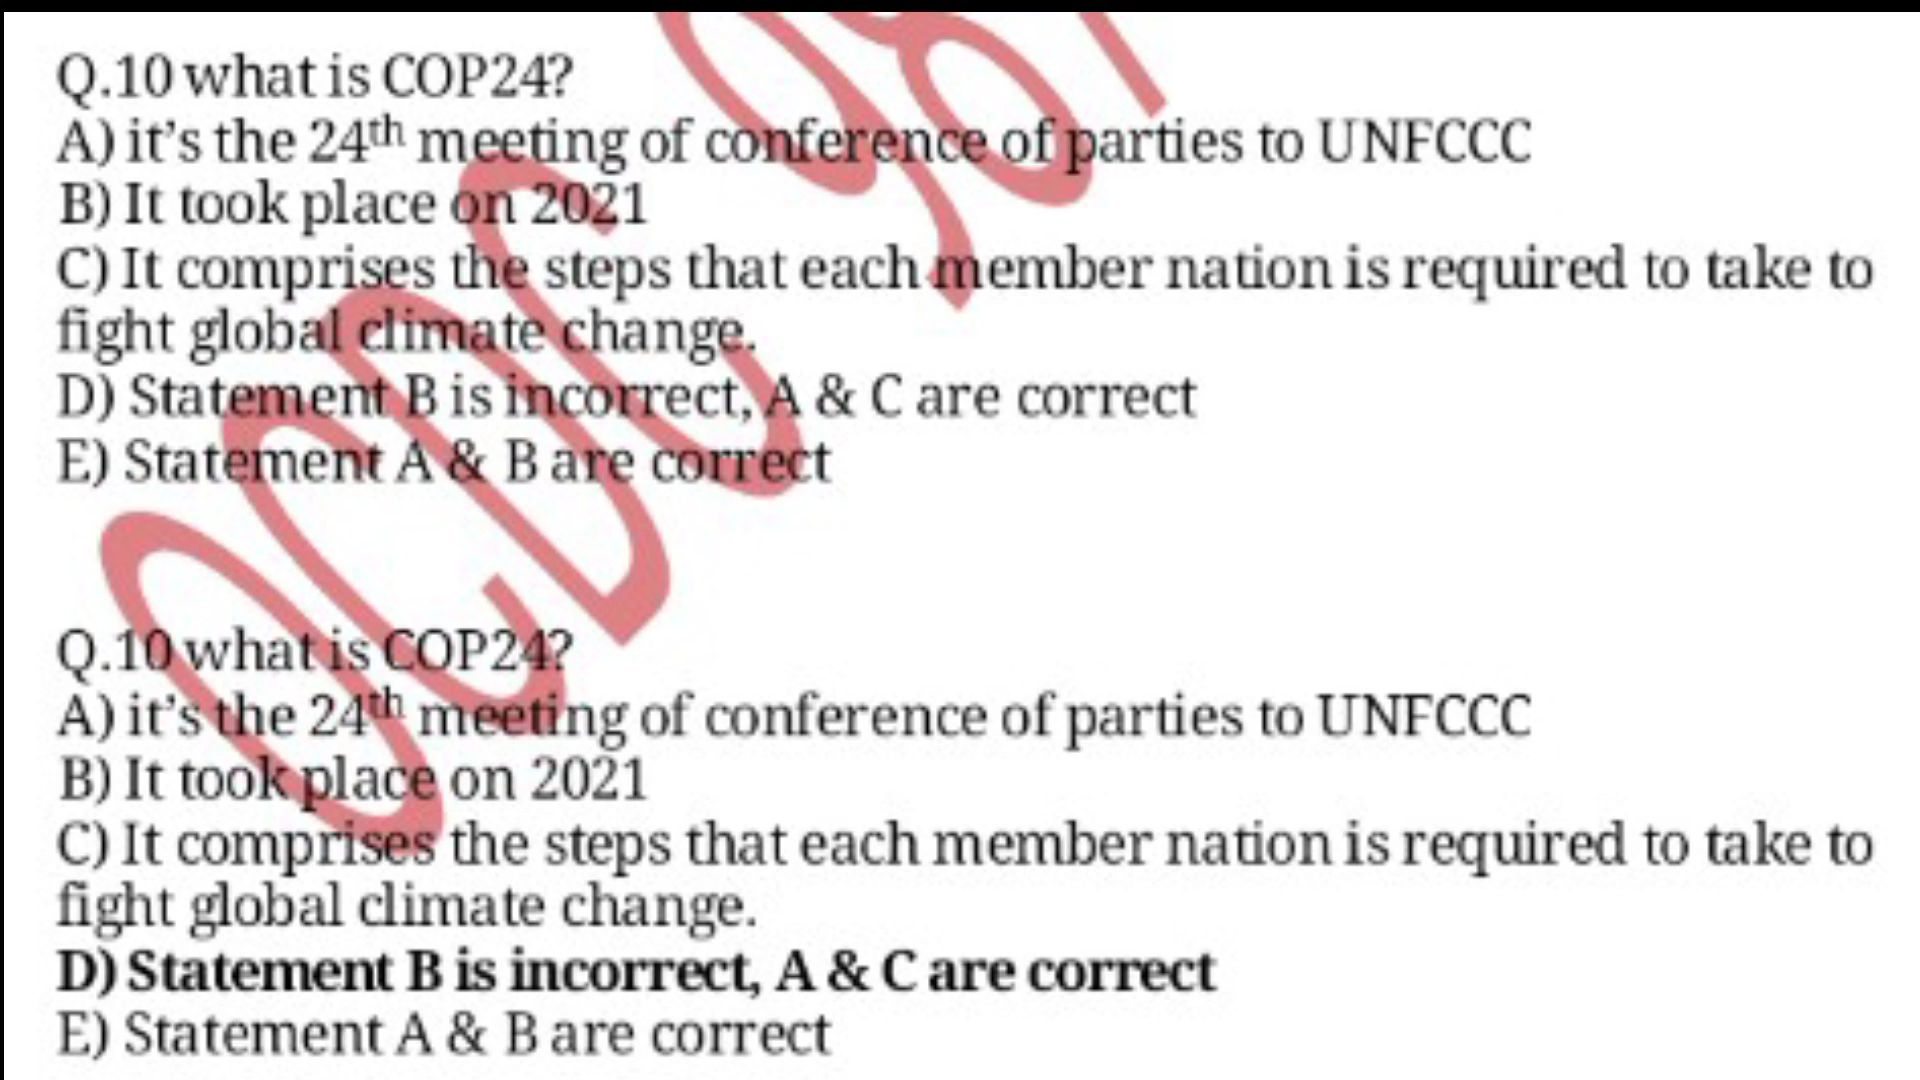 Q.10 what is COP24?
A) it's the 24th meeting of conference of parties to UNFCCC
B) It took place on 2021
C) It comprises the steps that each member nation is required to take to
fight global climate change.
D) Statement B is incorrect, A & C are correct
E) Statement A & B are correct
Q.10 what is COP24?
A) it's the 24th meeting of conference of parties to UNFCCC
B) It took place on 2021
C) It comprises the steps that each member nation is required to take to
fight global climate change.
D) Statement B is incorrect, A & C are correct
E) Statement A & B are correct